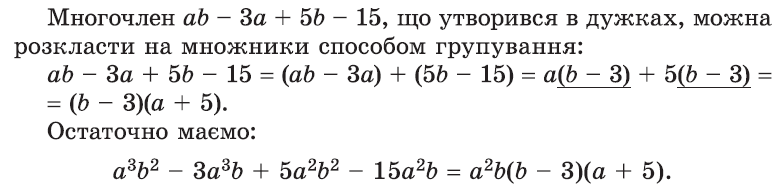 Многочлен ab – 3a + 5b – 15, що утворився в дужках, можна
розкласти на множники способом групування:
ab – 3a + 5b – 15 = (ab – 3a) + (5b – 15) = a(b – 3) + 5(b – 3) =
= (b – 3)(a + 5).
Остаточно маємо:
a³b² – 3a³b + 5a²b² – 15a²b = a²b(b – 3)(a + 5).